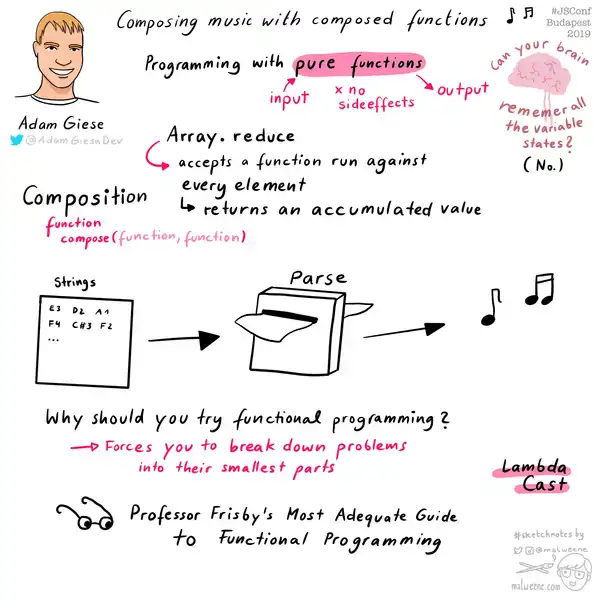 Composing music with composed functions
#JSConf
Budapest
2019
Programming with pure functions
input
x no
sideeffects
output
Can your brain
rememer all
the variable
states?
(No.)
Adam Giese
@AdamGieseDev
Array.reduce
accepts a function run against
every element
returns an accumulated value
Composition
function
compose(function, function)
Strings
E3 D2 A1
F4 C#3 F2
...
Parse
Why should you try functional programming?
Forces you to break down problems
into their smallest parts
Lambda
Cast
Professor Frisby's Most Adequate Guide
to Functional Programming
#sketchnotes by
@malweene
malweene.com